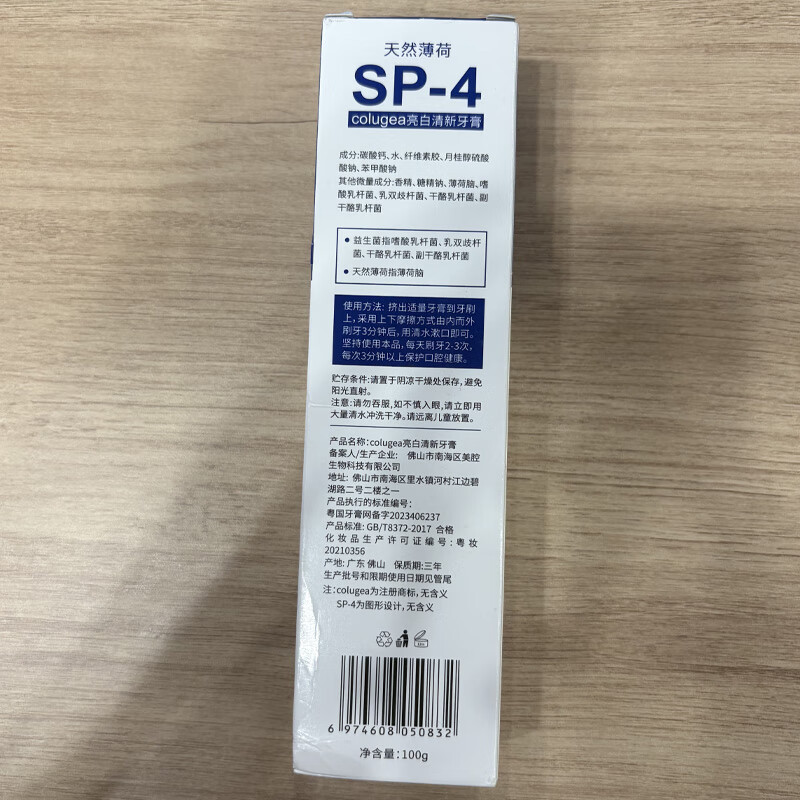 天然薄荷
SP-4
colugea亮白清新牙膏
成分:碳酸钙、水、纤维素胶、月桂醇硫酸
酸钠、苯甲酸钠
其他微量成分:香精、糖精钠、薄荷脑、嗜
酸乳杆菌、乳双歧杆菌、干酪乳杆菌、副
干酪乳杆菌
● 益生菌指嗜酸乳杆菌、乳双歧杆
菌、干酪乳杆菌、副干酪乳杆菌
● 天然薄荷指薄荷脑
使用方法: 挤出适量牙膏到牙刷
上,采用上下摩擦方式由内而外
刷牙3分钟后,用清水漱口即可。
坚持使用本品,每天刷牙2-3次,
每次3分钟以上保护口腔健康。
贮存条件:请置于阴凉干燥处保存,避免
阳光直射。
注意:请勿吞服,如不慎入眼,请立即用
大量清水冲洗干净。请远离儿童放置。
产品名称:colugea亮白清新牙膏
备案人/生产企业: 佛山市南海区美腔
生物科技有限公司
地址: 佛山市南海区里水镇河村江边碧
湖路二号二楼之一
产品执行的标准编号:
粤国牙膏网备字2023406237
产品标准: GB/T8372-2017 合格
化妆品生产许可证编号:粤妆
20210356
产地: 广东 佛山 保质期:三年
生产批号和限期使用日期见管尾
注: colugea为注册商标,无含义
SP-4为图形设计,无含义
6 974608 050832
净含量: 100g